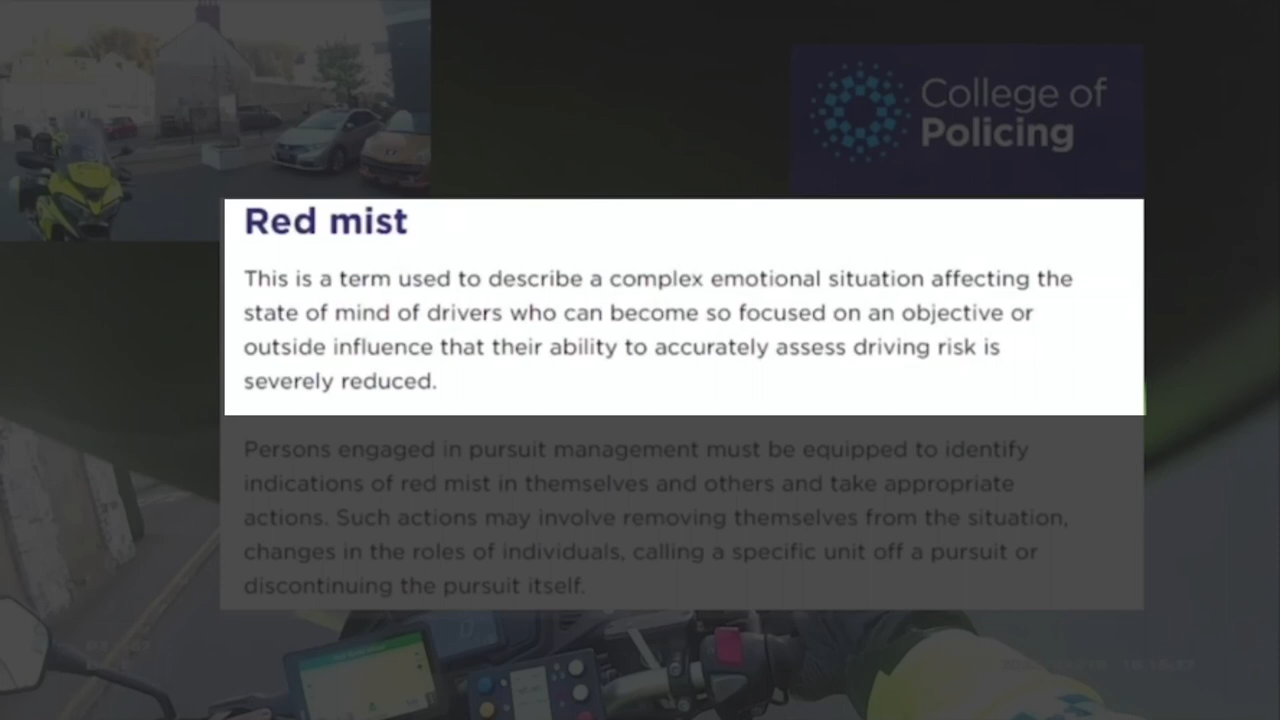 College of
Policing
Red mist
This is a term used to describe a complex emotional situation affecting the
state of mind of drivers who can become so focused on an objective or
outside influence that their ability to accurately assess driving risk is
severely reduced.
Persons engaged in pursuit management must be equipped to identify
indications of red mist in themselves and others and take appropriate
actions. Such actions may involve removing themselves from the situation,
changes in the roles of individuals, calling a specific unit off a pursuit or
discontinuing the pursuit itself.